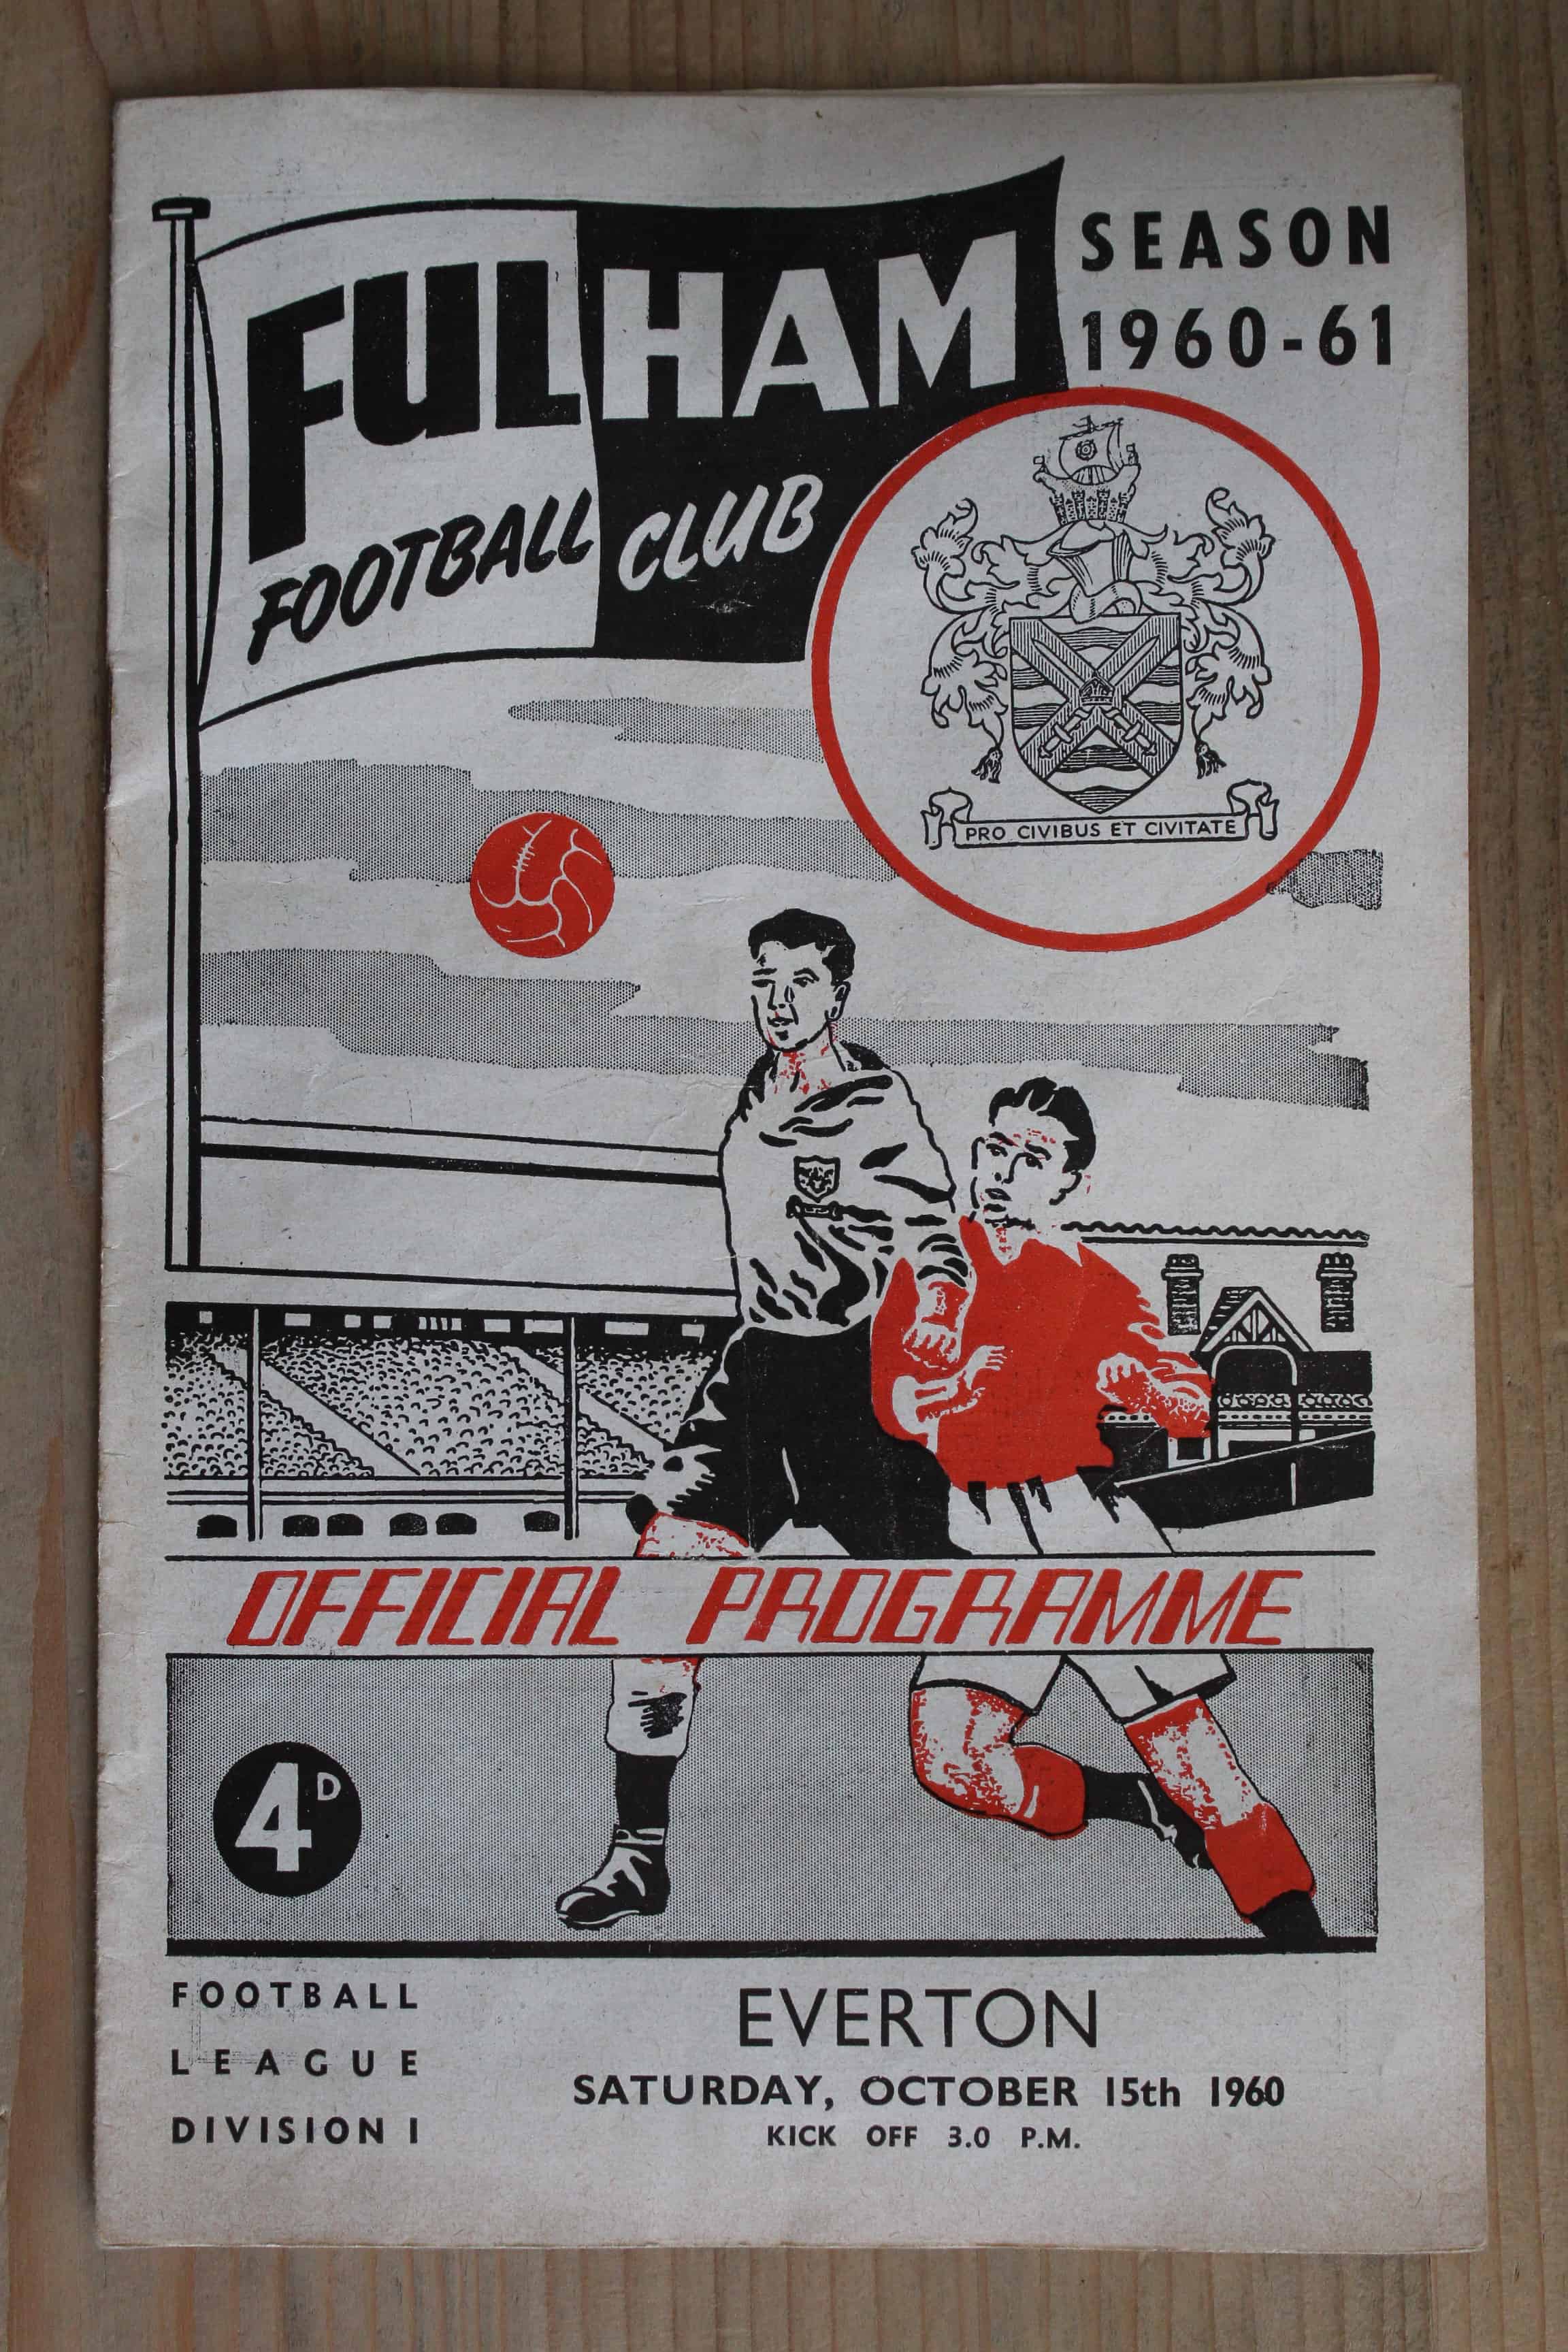 FULHAM
FOOTBALL CLUB
SEASON
1960-61
PRO CIVIBUS ET CIVITATE
OFFICIAL PROGRAMME
4D
FOOTBALL
LEAGUE
DIVISION I
EVERTON
SATURDAY, OCTOBER 15th 1960
KICK OFF 3.0 P.M.